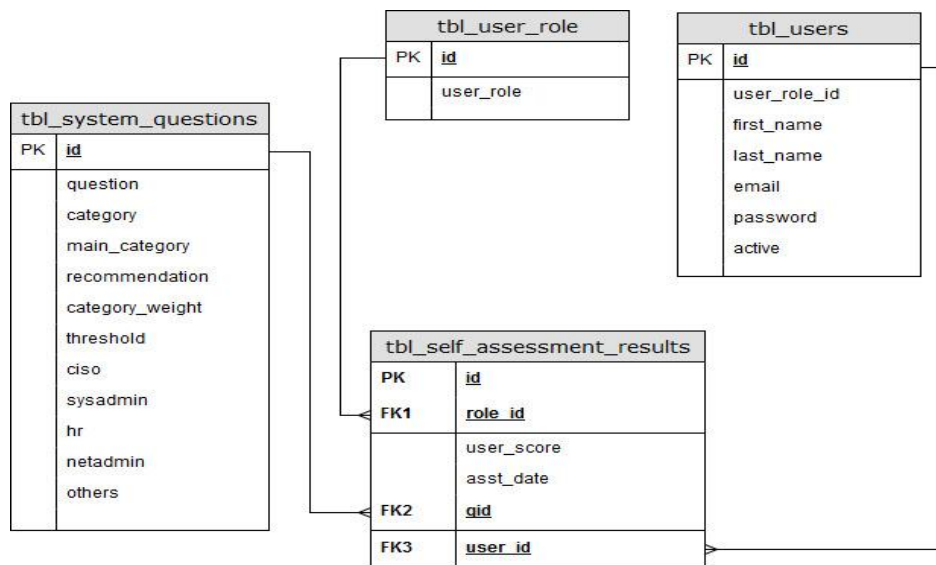 tbl_user_role
PK id
user_role
tbl_users
PK id
user_role_id
first_name
last_name
email
password
active
tbl_system_questions
PK id
question
category
main_category
recommendation
category_weight
threshold
ciso
sysadmin
hr
netadmin
others
tbl_self_assessment_results
PK id
FK1 role_id
user_score
asst_date
FK2 qid
FK3 user_id